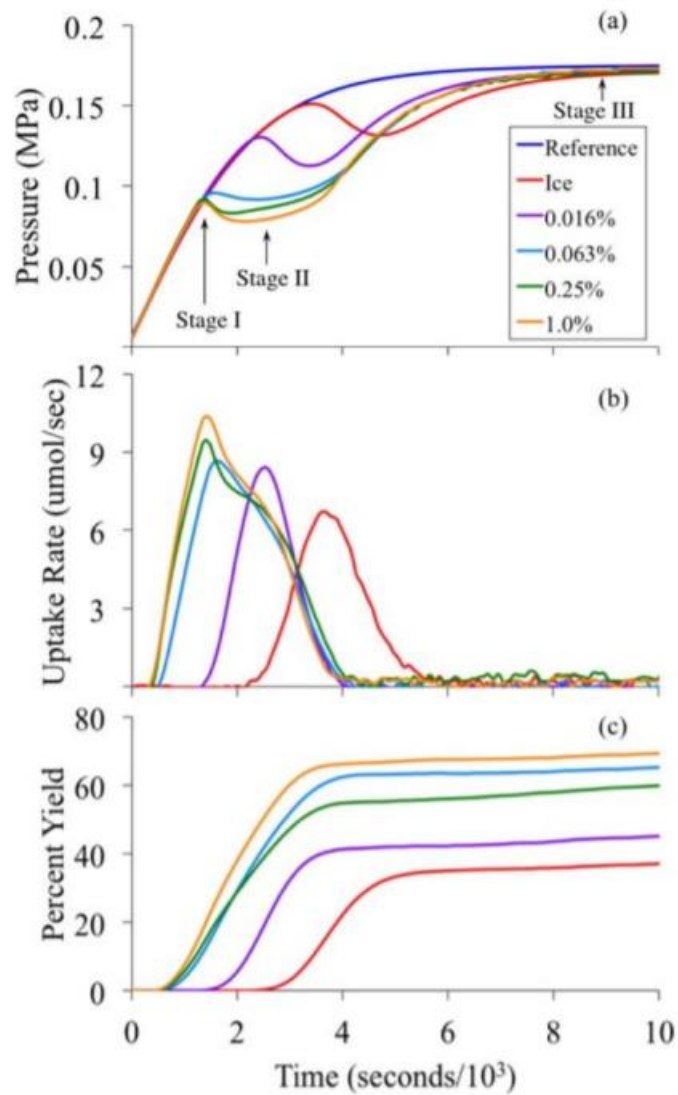 (a)
0.2
0.15
0.1
0.05
Pressure (MPa)
Stage I
Stage II
Stage III
Reference
Ice
0.016%
0.063%
0.25%
1.0%
(b)
12
9
6
3
Uptake Rate (umol/sec)
(c)
80
60
40
20
0
Percent Yield
0 2 4 6 8 10
Time (seconds/10³)